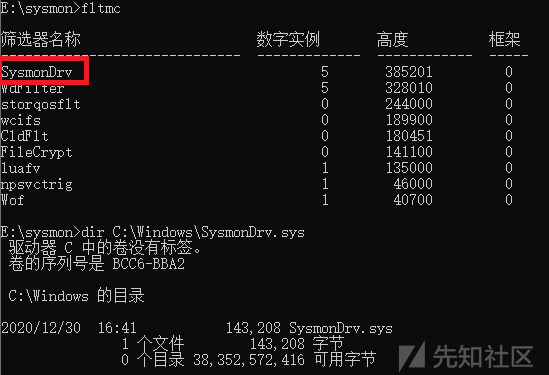 E:\sysmon>fltmc
筛选器名称 数字实例 高度 框架
------------------------------ ------------- ------------ -----
SysmonDrv 5 385201 0
WdFilter 5 328010 0
storqosflt 0 244000 0
wcifs 0 189900 0
CldFlt 0 180451 0
FileCrypt 0 141100 0
luafv 1 135000 0
npsvctrig 1 46000 0
Wof 1 40700 0
E:\sysmon>dir C:\Windows\SysmonDrv.sys
驱动器 C 中的卷没有标签。
卷的序列号是 BCC6-BBA2
C:\Windows 的目录
2020/12/30 16:41 143,208 SysmonDrv.sys
1 个文件 143,208 字节
0 个目录 38,352,572,416 可用字节
先知社区